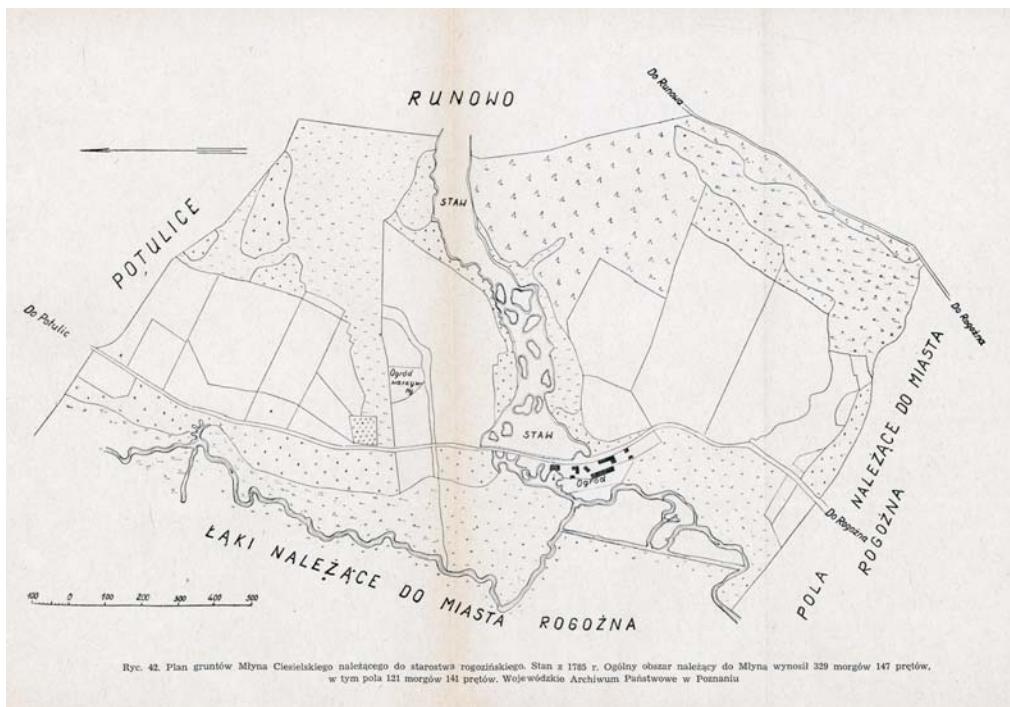 RUNOWO
Do Runowa
STAW
POTULICE
Do Potulic
Ogród
Do Rogoźna
STAW
Ogród
POLA NALEŻĄCE DO MIASTA
ROGOŹNA
Do Rogoźna
ŁĄKI NALEŻĄCE DO MIASTA ROGOŹNA
100 0 100 200 300 400 500
Ryc. 42. Plan gruntów Młyna Ciesielskiego należącego do starostwa rogozińskiego. Stan z 1785 r. Ogólny obszar należący do Młyna wynosił 329 morgów 147 prętów,
w tym pola 121 morgów 141 prętów. Wojewódzkie Archiwum Państwowe w Poznaniu